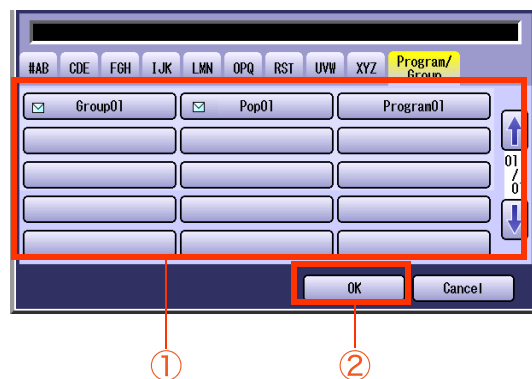 #AB CDE FGH IJK LMN OPQ RST UVW XYZ Program/
Group
Group01 Pop01 Program01
01
/
01
OK Cancel
① ②